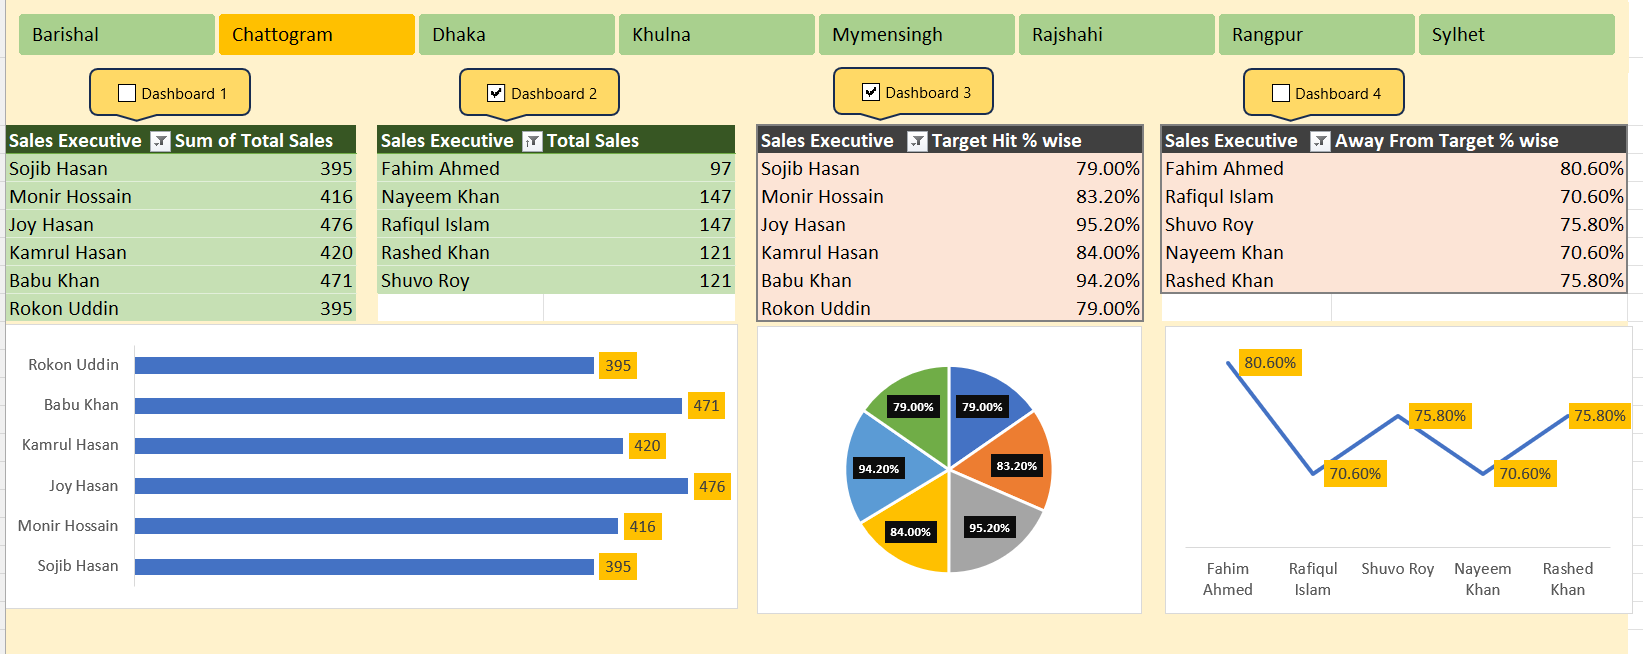 Barishal Chattogram Dhaka Khulna Mymensingh Rajshahi Rangpur Sylhet
Dashboard 1 Dashboard 2 Dashboard 3 Dashboard 4
Sales Executive Sum of Total Sales
Sojib Hasan 395
Monir Hossain 416
Joy Hasan 476
Kamrul Hasan 420
Babu Khan 471
Rokon Uddin 395
Sales Executive Total Sales
Fahim Ahmed 97
Nayeem Khan 147
Rafiqul Islam 147
Rashed Khan 121
Shuvo Roy 121
Sales Executive Target Hit % wise
Sojib Hasan 79.00%
Monir Hossain 83.20%
Joy Hasan 95.20%
Kamrul Hasan 84.00%
Babu Khan 94.20%
Rokon Uddin 79.00%
Sales Executive Away From Target % wise
Fahim Ahmed 80.60%
Rafiqul Islam 70.60%
Shuvo Roy 75.80%
Nayeem Khan 70.60%
Rashed Khan 75.80%
Rokon Uddin 395
Babu Khan 471
Kamrul Hasan 420
Joy Hasan 476
Monir Hossain 416
Sojib Hasan 395
79.00% 79.00%
94.20% 83.20%
84.00% 95.20%
80.60%
75.80% 75.80%
70.60% 70.60%
Fahim Rafiqul Shuvo Roy Nayeem Rashed
Ahmed Islam Khan Khan